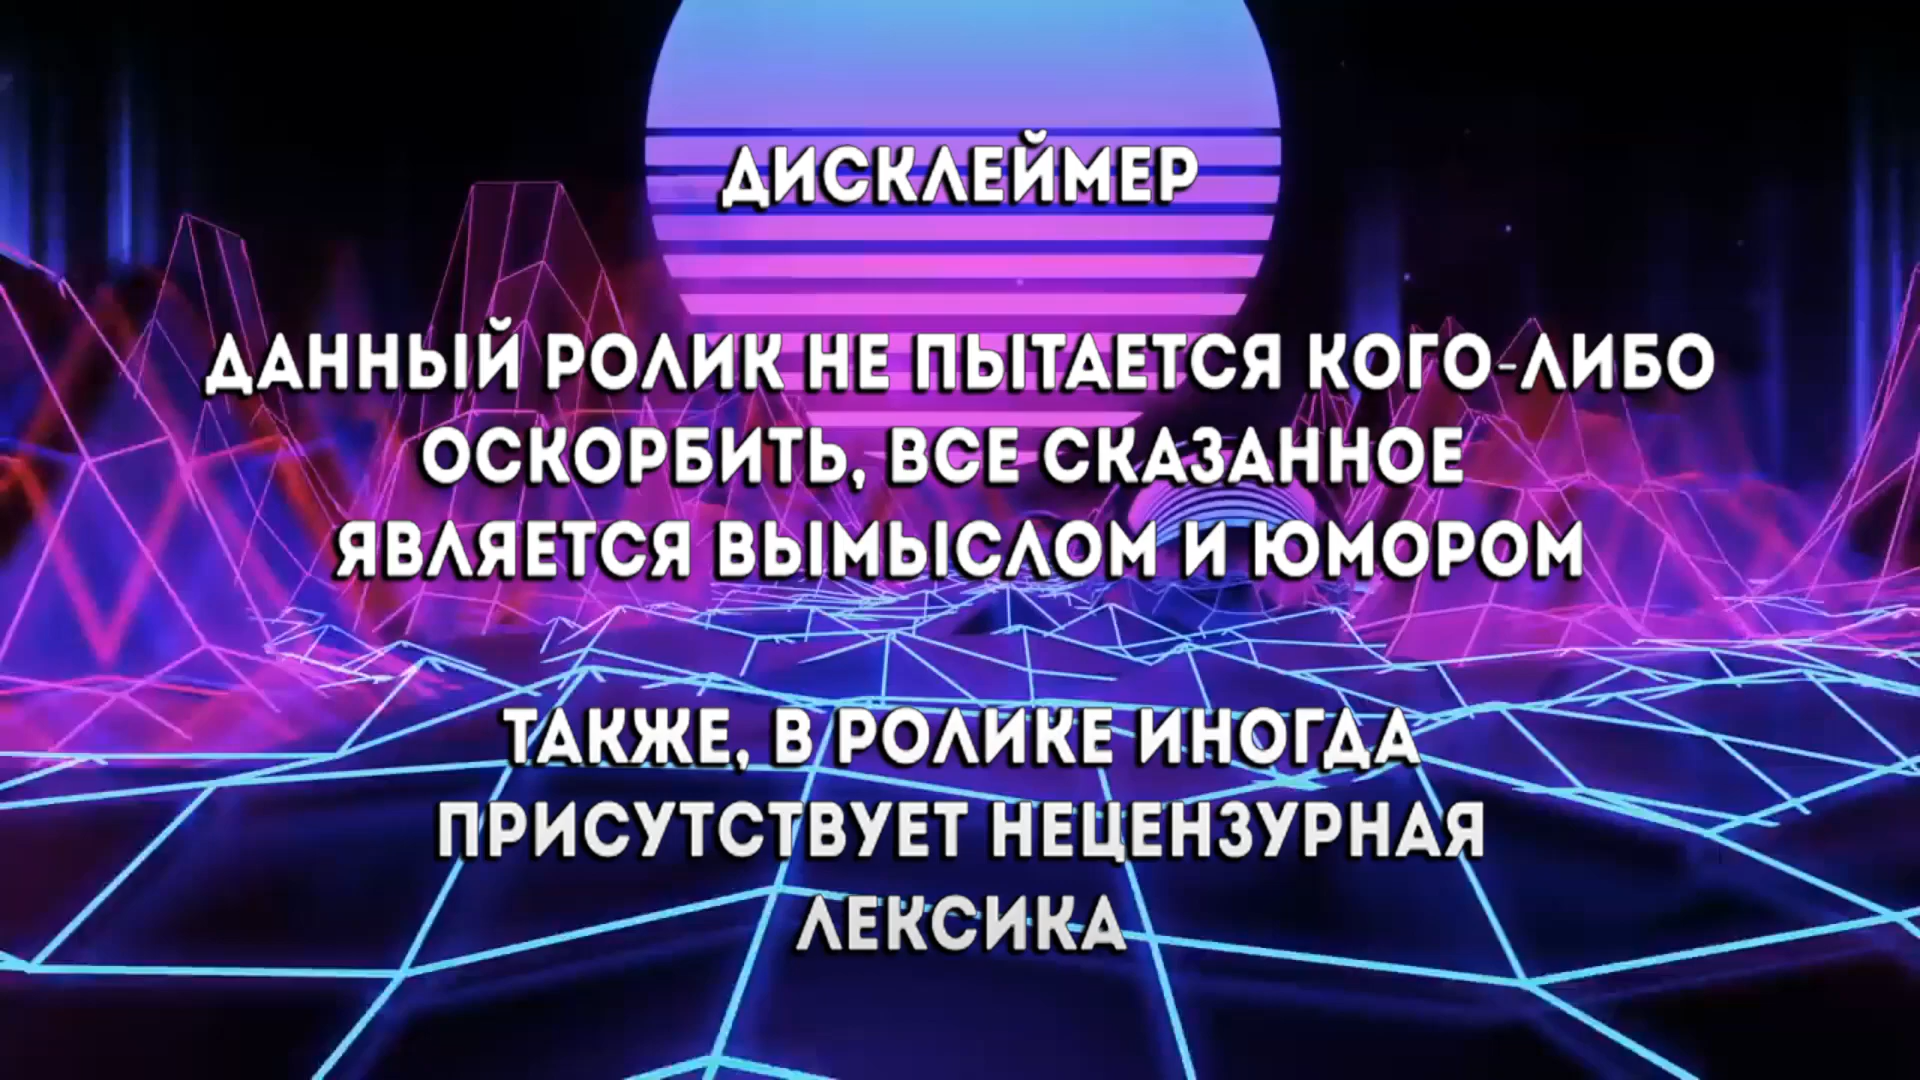 ДИСКЛЕЙМЕР
ДАННЫЙ РОЛИК НЕ ПЫТАЕТСЯ КОГО-ЛИБО
ОСКОРБИТЬ, ВСЕ СКАЗАННОЕ
ЯВЛЯЕТСЯ ВЫМЫСЛОМ И ЮМОРОМ
ТАКЖЕ, В РОЛИКЕ ИНОГДА
ПРИСУТСТВУЕТ НЕЦЕНЗУРНАЯ
ЛЕКСИКА